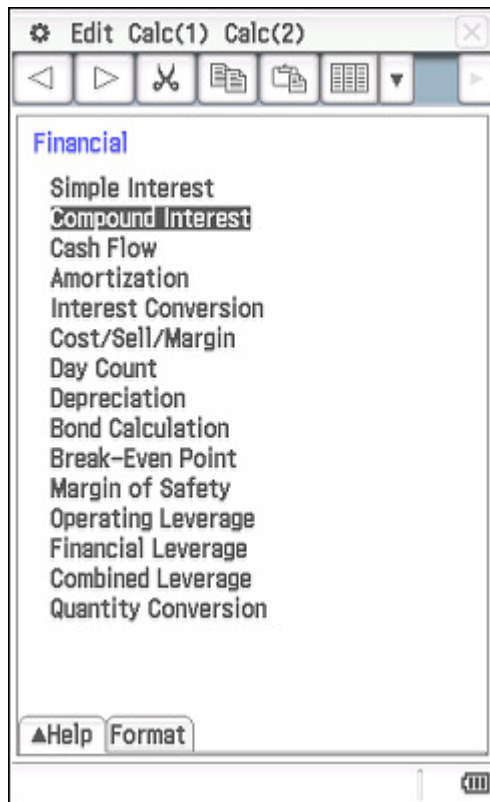 Edit Calc(1) Calc(2)
Financial
Simple Interest
Compound Interest
Cash Flow
Amortization
Interest Conversion
Cost/Sell/Margin
Day Count
Depreciation
Bond Calculation
Break-Even Point
Margin of Safety
Operating Leverage
Financial Leverage
Combined Leverage
Quantity Conversion
▲Help Format